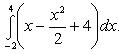 ∫_{-2}^{4} (x - x²/2 + 4) dx.